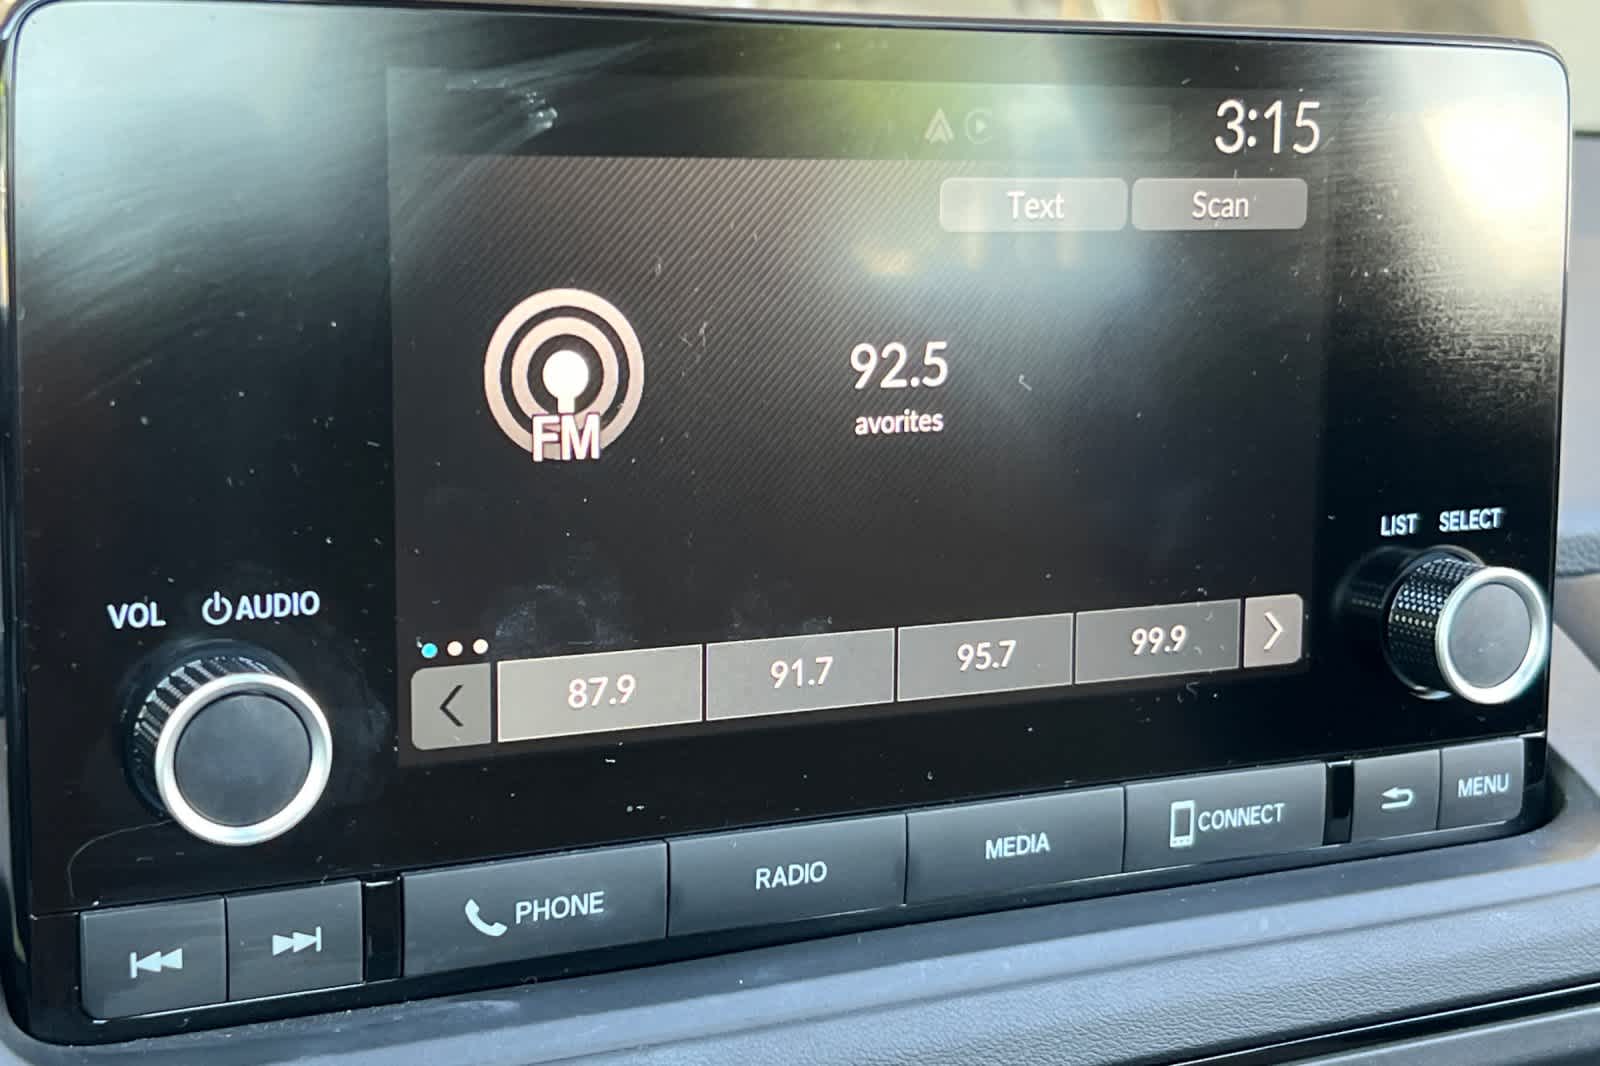 3:15
Text Scan
92.5
avorites
FM
LIST SELECT
VOL AUDIO
87.9 91.7 95.7 99.9
PHONE RADIO MEDIA CONNECT MENU